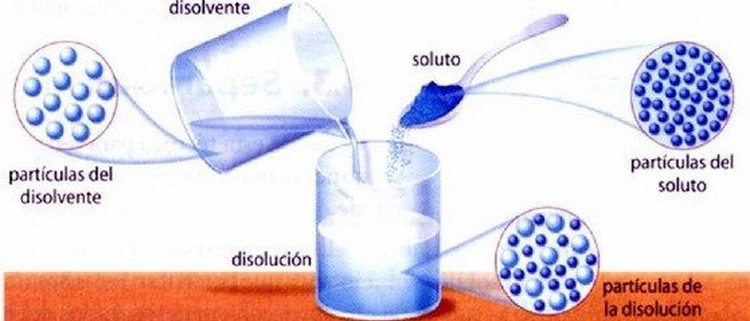 disolvente
soluto
partículas del
disolvente
partículas del
soluto
disolución
partículas de
la disolución